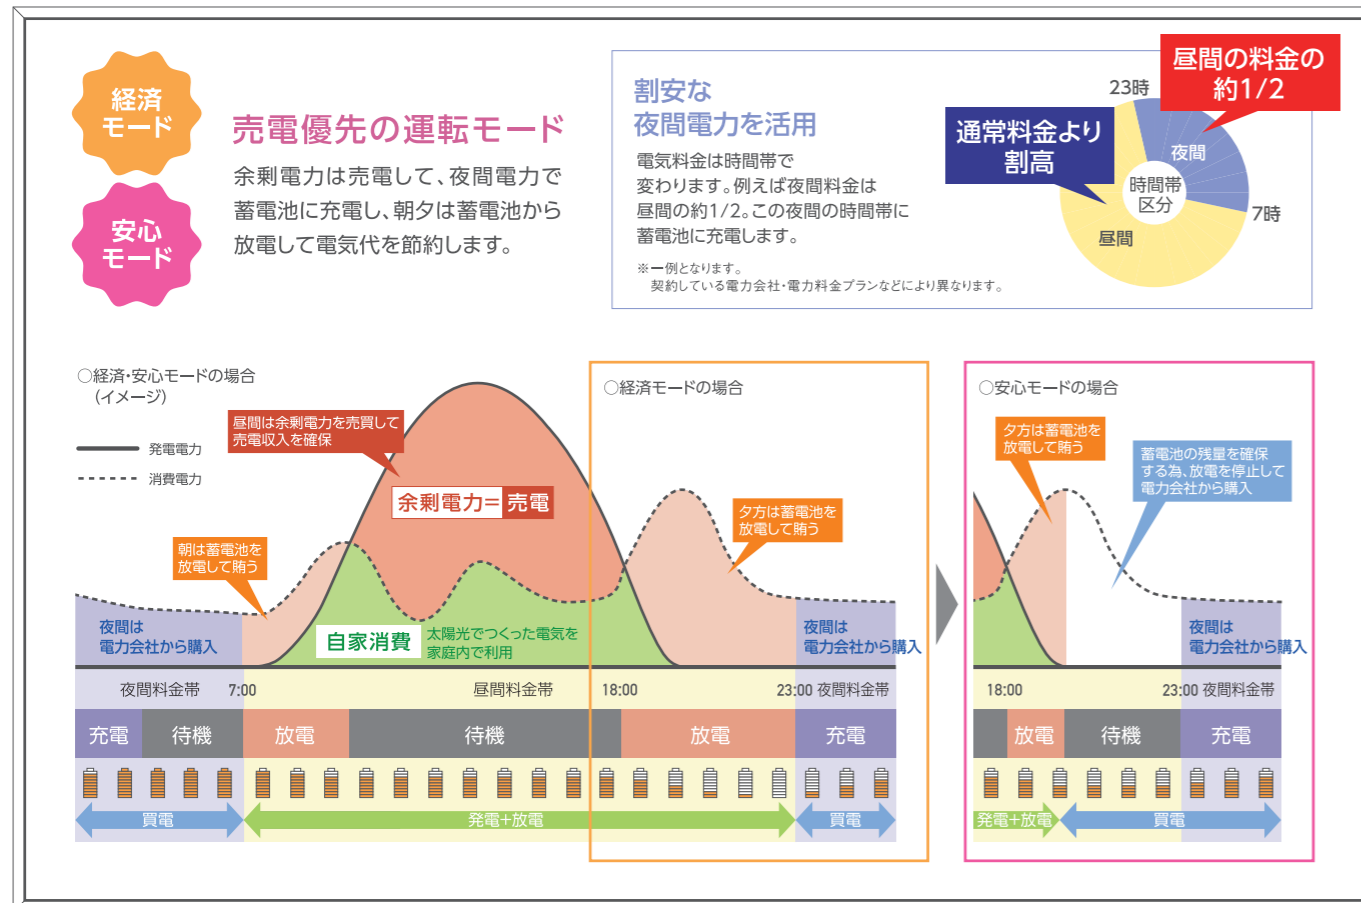 経済
モード
安心
モード
売電優先の運転モード
余剰電力は売電して、夜間電力で
蓄電池に充電し、朝夕は蓄電池から
放電して電気代を節約します。
割安な
夜間電力を活用
電気料金は時間帯で
変わります。例えば夜間料金は
昼間の約1/2。この夜間の時間帯に
蓄電池に充電します。
※一例となります。
契約している電力会社・電力料金プランなどにより異なります。
昼間の料金の
約1/2
通常料金より
割高
23時
夜間
時間帯
区分
7時
昼間
○経済・安心モードの場合
（イメージ）
発電電力
消費電力
昼間は余剰電力を売買して
売電収入を確保
余剰電力=売電
朝は蓄電池を
放電して賄う
夜間は
電力会社から購入
自家消費
太陽光でつくった電気を
家庭内で利用
○経済モードの場合
夕方は蓄電池を
放電して賄う
夜間は
電力会社から購入
夜間料金帯 7:00 昼間料金帯 18:00 23:00 夜間料金帯
充電 待機 放電 待機 放電 充電
買電 発電+放電 買電
○安心モードの場合
夕方は蓄電池を
放電して賄う
蓄電池の残量を確保
する為、放電を停止して
電力会社から購入
夜間は
電力会社から購入
18:00 23:00 夜間料金帯
放電 待機 充電
発電+放電 買電